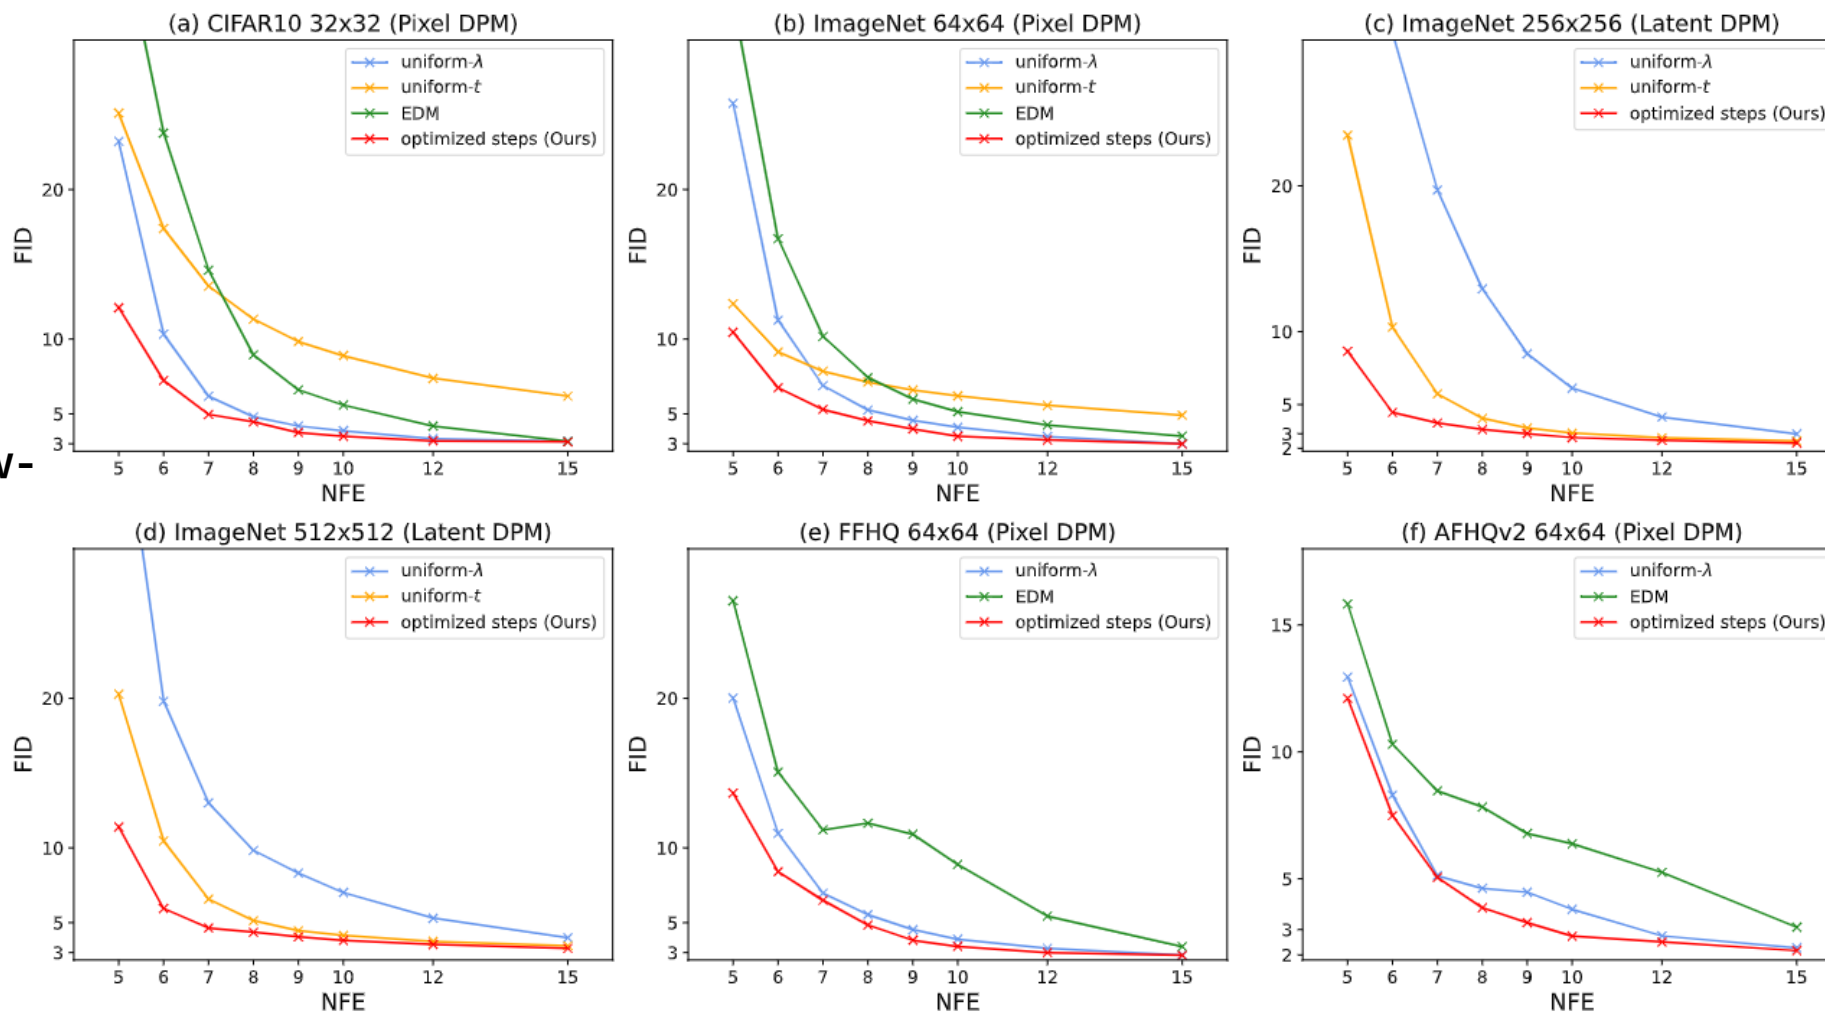 (a) CIFAR10 32x32 (Pixel DPM)
uniform-λ
uniform-t
EDM
optimized steps (Ours)
FID
20
10
5
3
5 6 7 8 9 10 12 15
NFE
(b) ImageNet 64x64 (Pixel DPM)
uniform-λ
uniform-t
EDM
optimized steps (Ours)
FID
20
10
5
3
5 6 7 8 9 10 12 15
NFE
(c) ImageNet 256x256 (Latent DPM)
uniform-λ
uniform-t
optimized steps (Ours)
FID
20
10
5
3
2
5 6 7 8 9 10 12 15
NFE
(d) ImageNet 512x512 (Latent DPM)
uniform-λ
uniform-t
optimized steps (Ours)
FID
20
10
5
3
5 6 7 8 9 10 12 15
NFE
(e) FFHQ 64x64 (Pixel DPM)
uniform-λ
EDM
optimized steps (Ours)
FID
20
10
5
3
5 6 7 8 9 10 12 15
NFE
(f) AFHQv2 64x64 (Pixel DPM)
uniform-λ
EDM
optimized steps (Ours)
FID
15
10
5
3
2
5 6 7 8 9 10 12 15
NFE